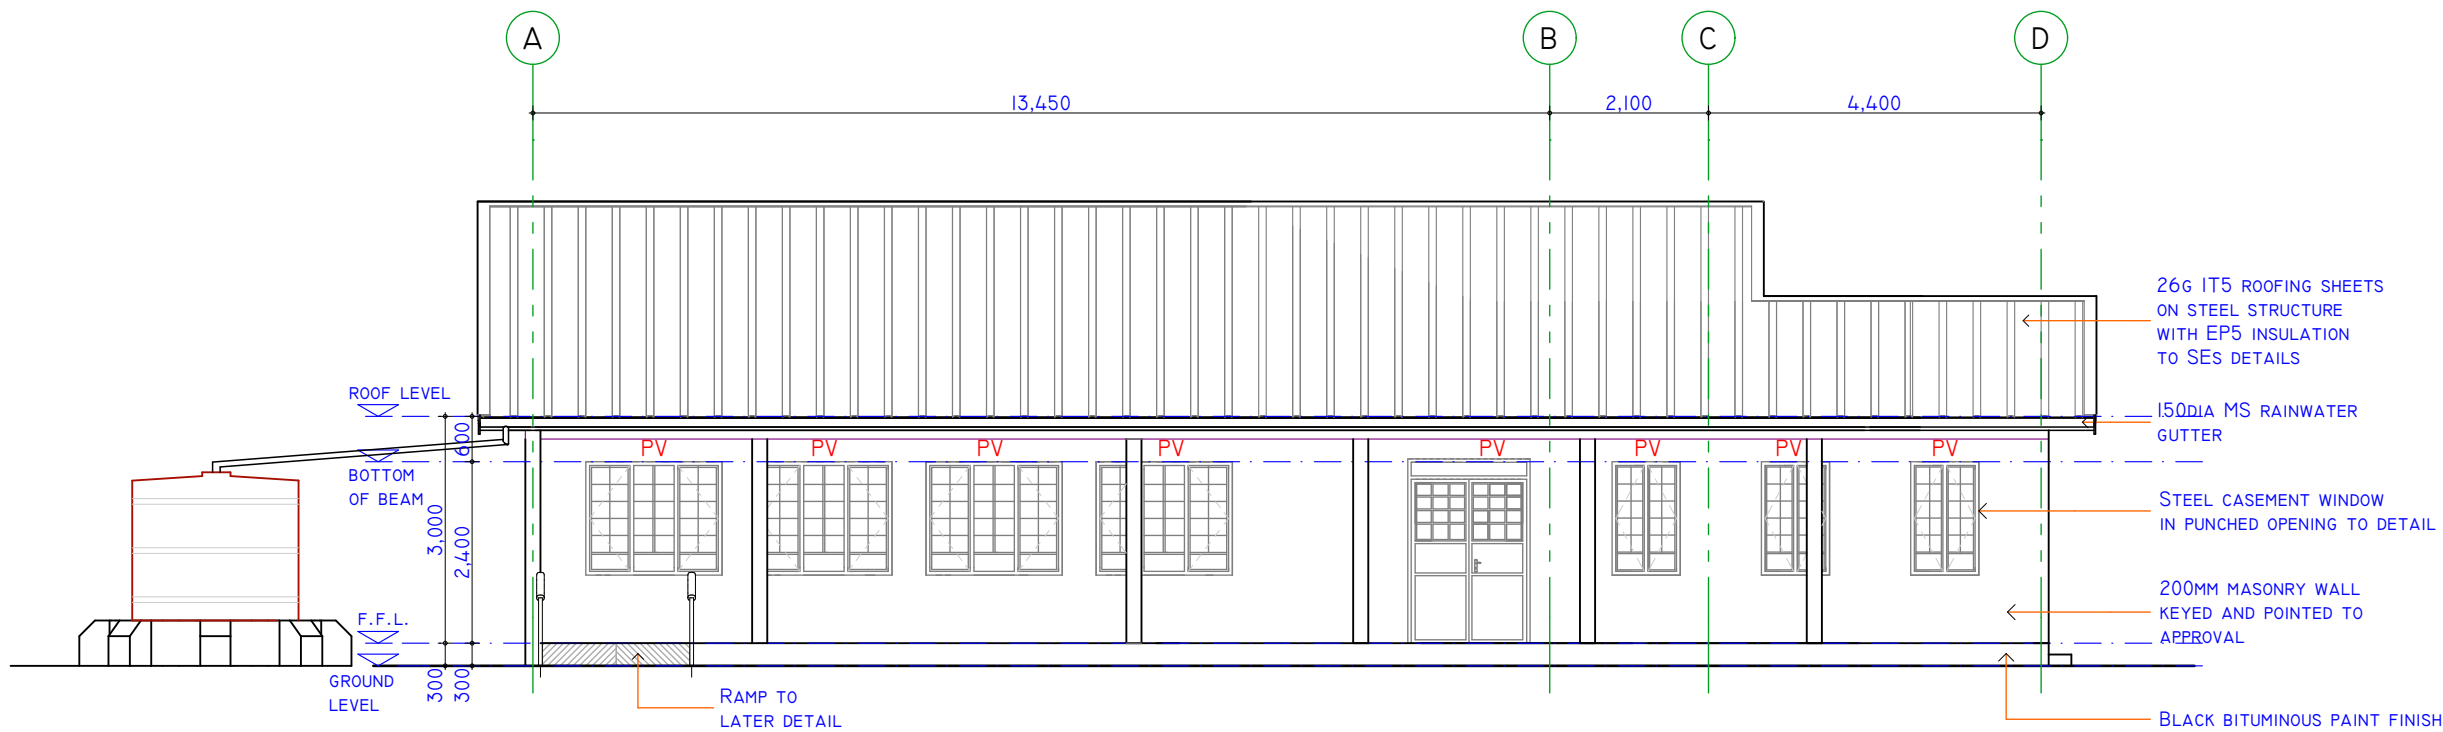 A B C D
13,450 2,100 4,400
26G IT5 ROOFING SHEETS
ON STEEL STRUCTURE
WITH EP5 INSULATION
TO SES DETAILS
ROOF LEVEL
150DIA MS RAINWATER
GUTTER
600
PV PV PV PV PV PV PV PV
BOTTOM
OF BEAM
3,000
2,400
STEEL CASEMENT WINDOW
IN PUNCHED OPENING TO DETAIL
200MM MASONRY WALL
KEYED AND POINTED TO
APPROVAL
F.F.L.
GROUND
LEVEL
300
300
RAMP TO
LATER DETAIL
BLACK BITUMINOUS PAINT FINISH